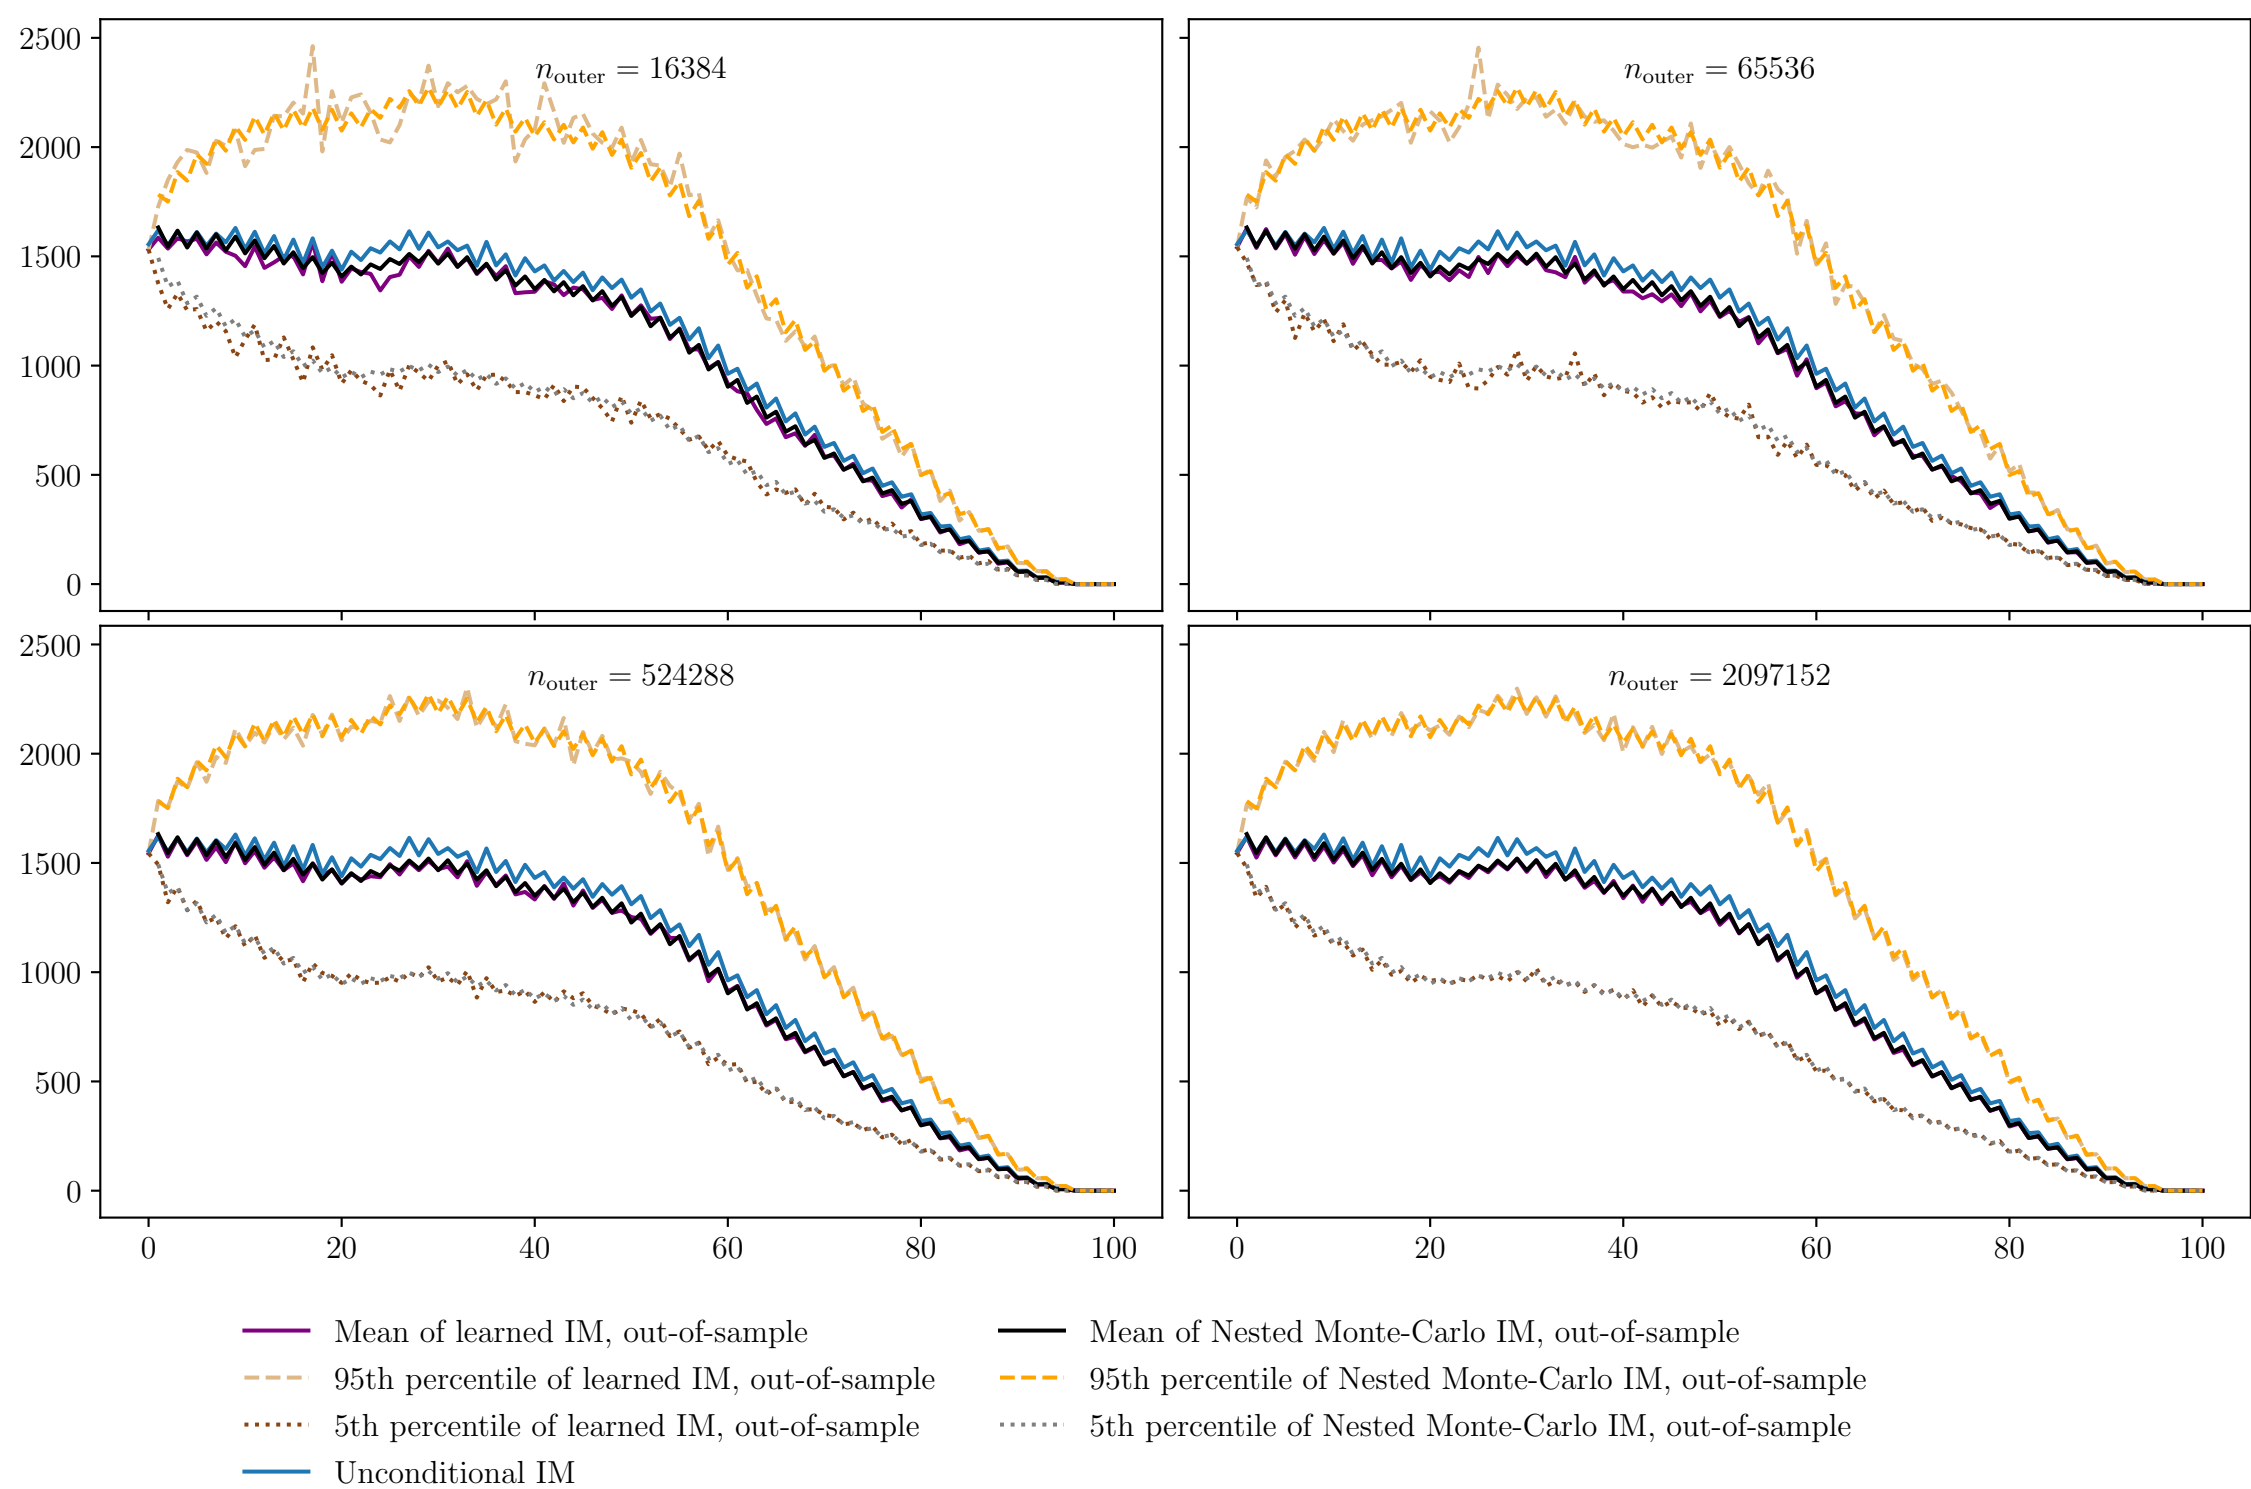 2500
2000
1500
1000
500
0
n_outer = 16384
n_outer = 65536
2500
2000
1500
1000
500
0
n_outer = 524288
n_outer = 2097152
0 20 40 60 80 100
0 20 40 60 80 100
Mean of learned IM, out-of-sample
95th percentile of learned IM, out-of-sample
5th percentile of learned IM, out-of-sample
Unconditional IM
Mean of Nested Monte-Carlo IM, out-of-sample
95th percentile of Nested Monte-Carlo IM, out-of-sample
5th percentile of Nested Monte-Carlo IM, out-of-sample